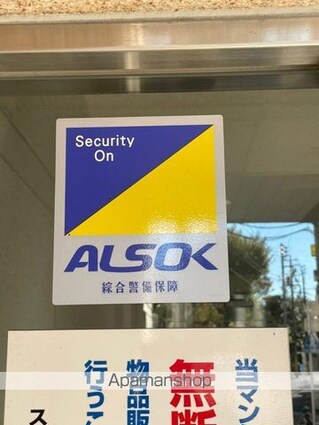 Security
On
ALSOK
綜合警備保障
当マン
無断
物品販
行うこ
ス
Apamanshop